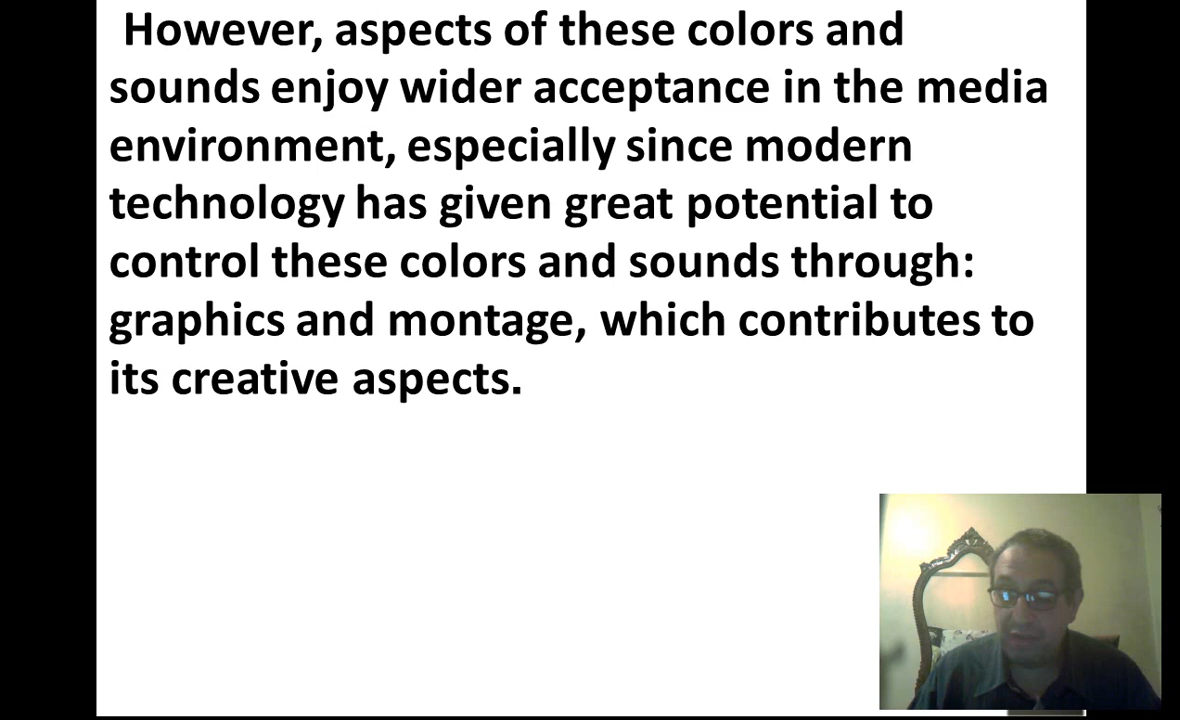 However, aspects of these colors and
sounds enjoy wider acceptance in the media
environment, especially since modern
technology has given great potential to
control these colors and sounds through:
graphics and montage, which contributes to
its creative aspects.